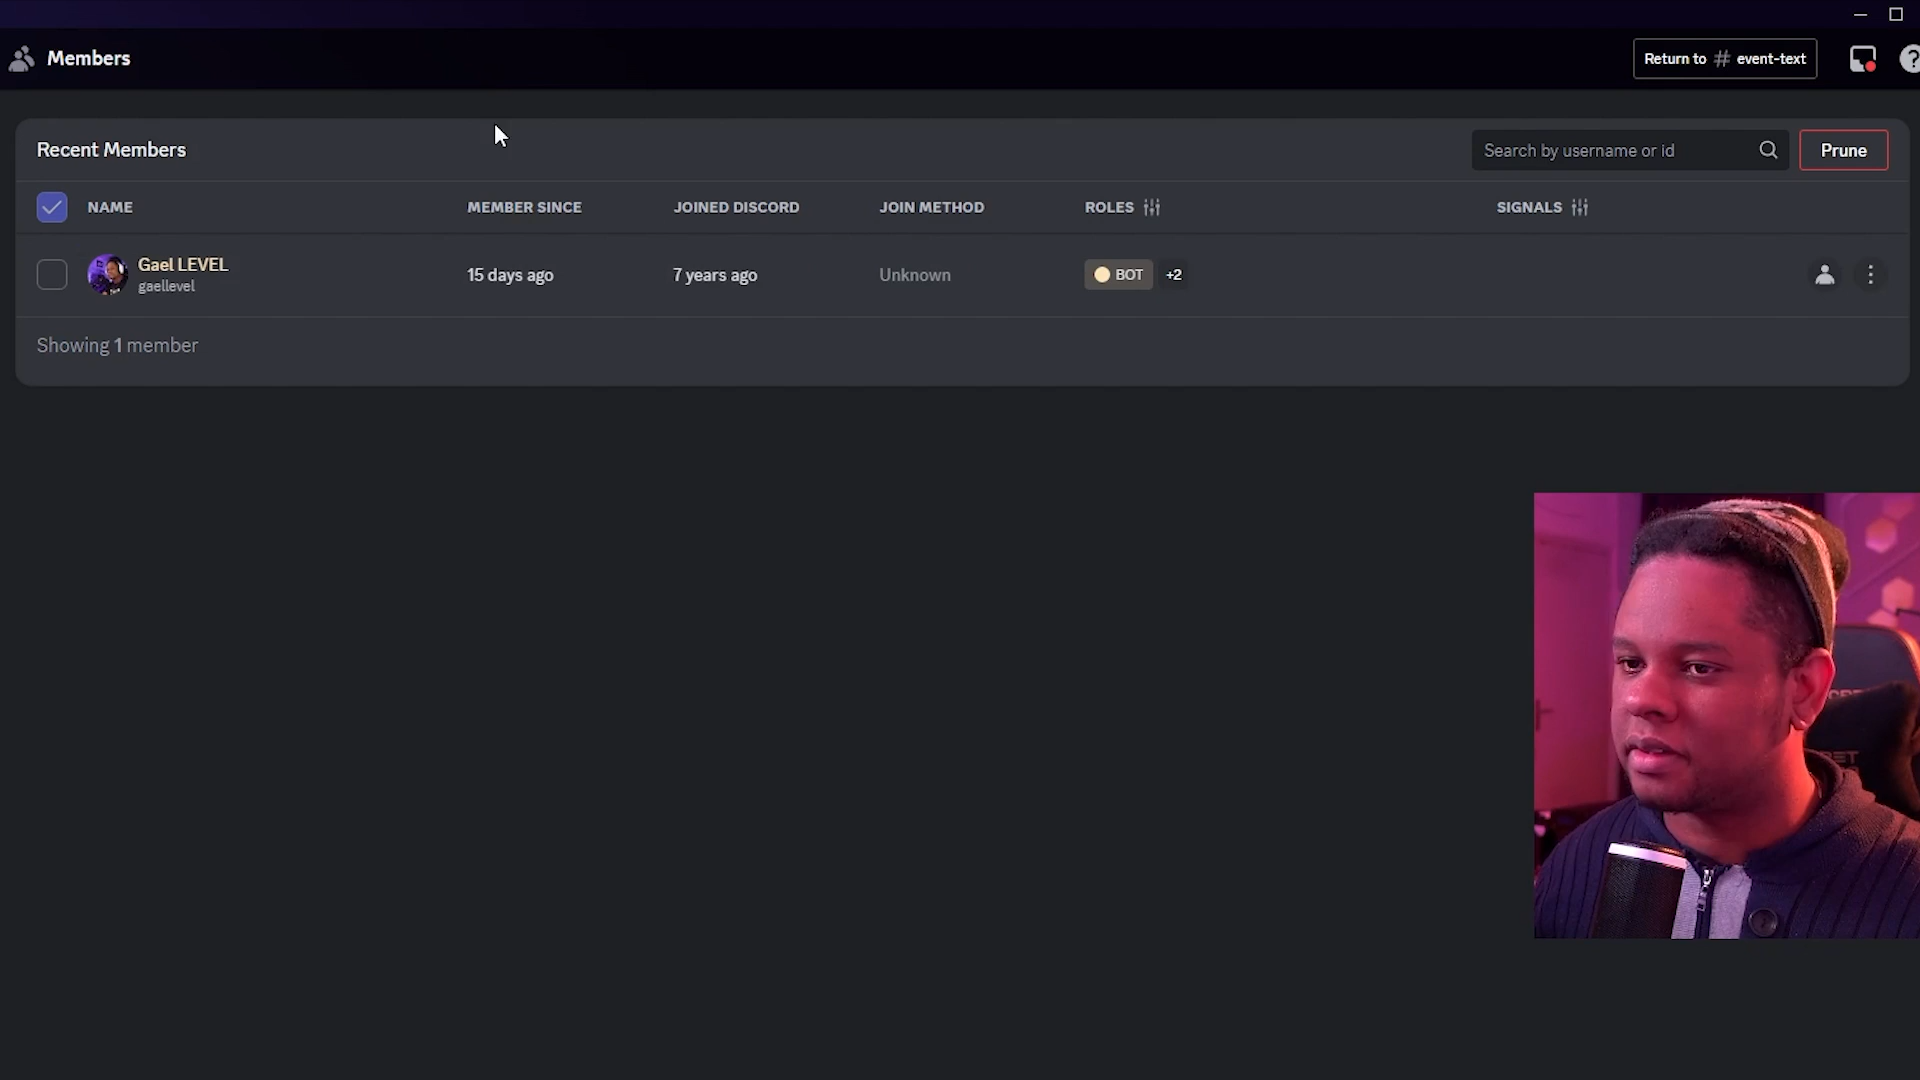 Members
Return to # event-text
Recent Members
Search by username or id
Prune
NAME
MEMBER SINCE
JOINED DISCORD
JOIN METHOD
ROLES
SIGNALS
Gael LEVEL
gaellevel
15 days ago
7 years ago
Unknown
BOT
+2
Showing 1 member